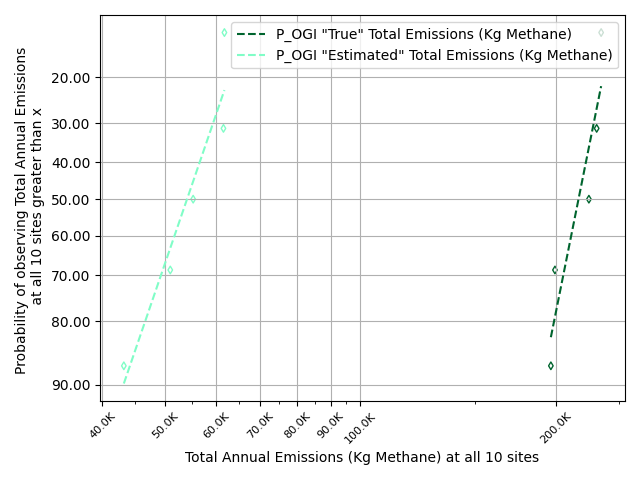 P_OGI "True" Total Emissions (Kg Methane)
P_OGI "Estimated" Total Emissions (Kg Methane)
Probability of observing Total Annual Emissions
at all 10 sites greater than x
20.00
30.00
40.00
50.00
60.00
70.00
80.00
90.00
40.0K
50.0K
60.0K
70.0K
80.0K
90.0K
100.0K
200.0K
Total Annual Emissions (Kg Methane) at all 10 sites